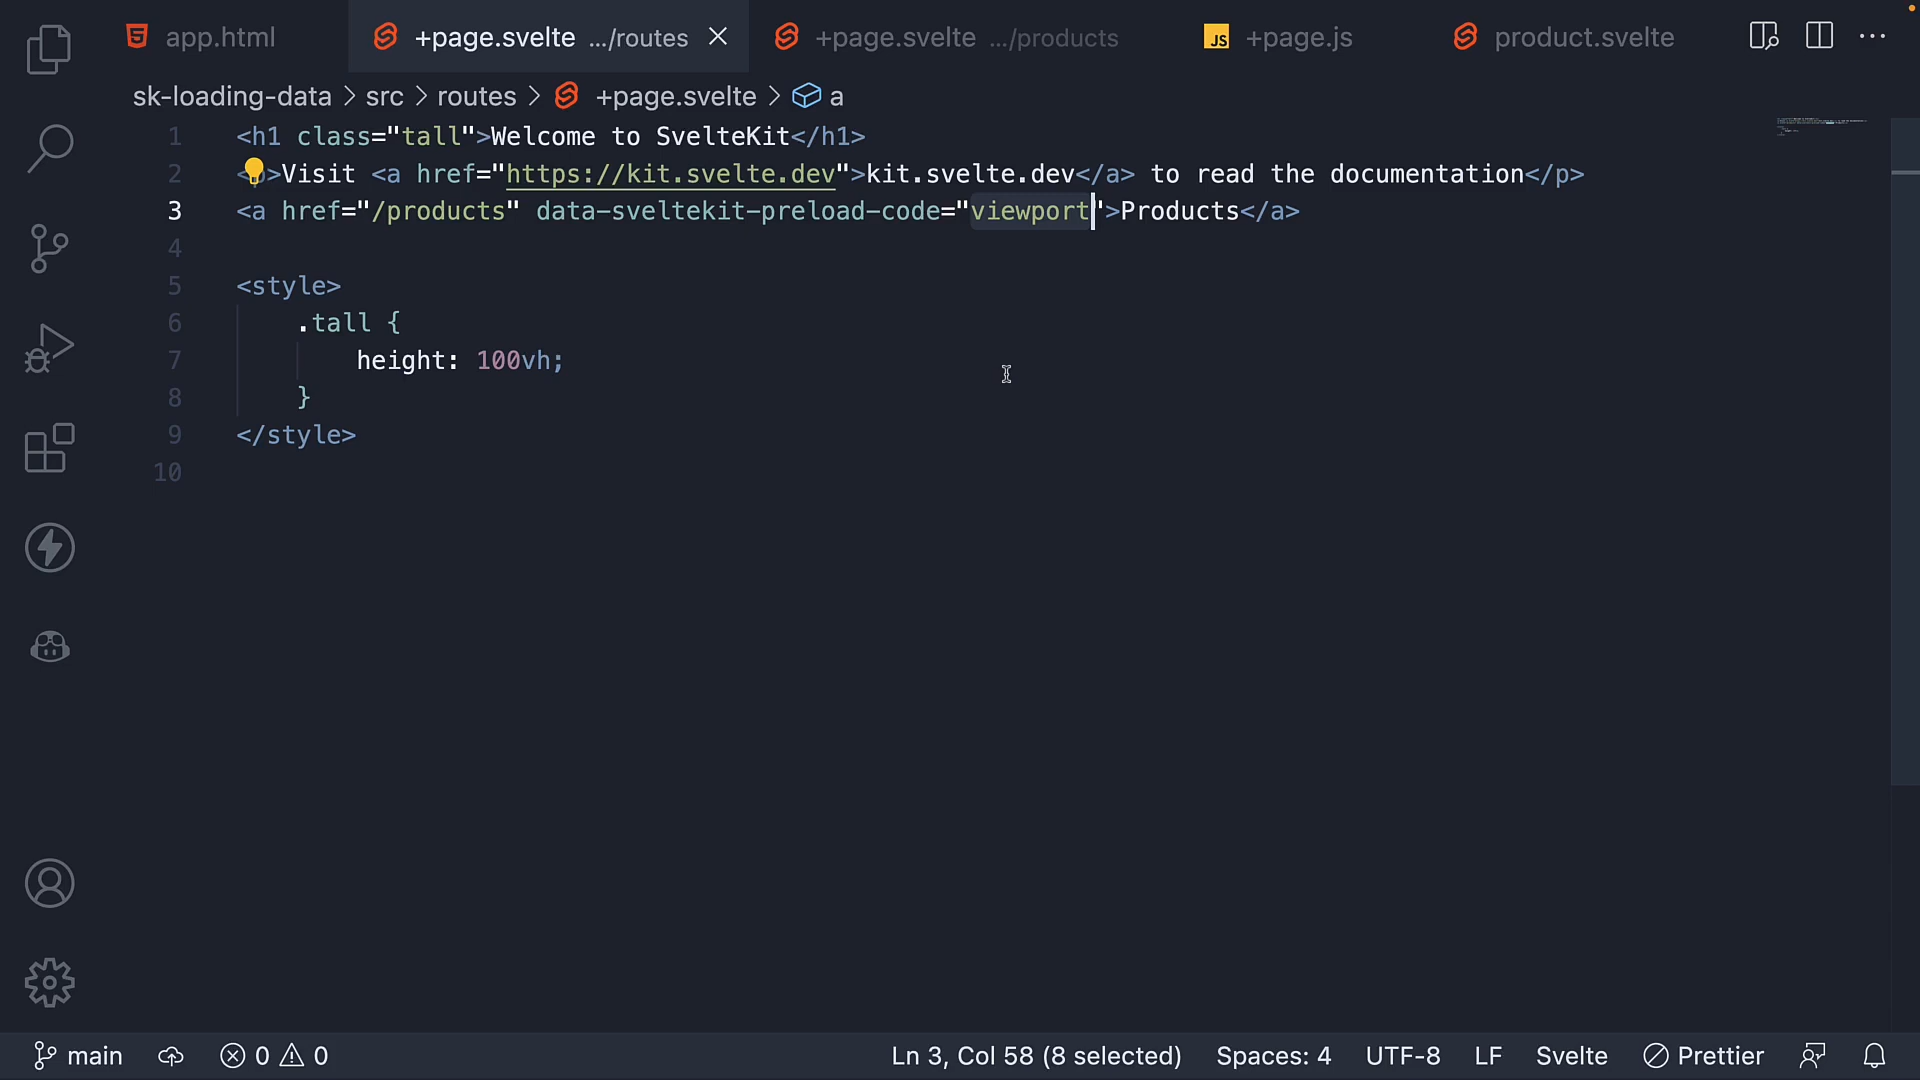 app.html
+page.svelte .../routes
+page.svelte .../products
JS +page.js
product.svelte
sk-loading-data > src > routes > +page.svelte > a
1 <h1 class="tall">Welcome to SvelteKit</h1>
2 >Visit <a href="https://kit.svelte.dev">kit.svelte.dev</a> to read the documentation</p>
3 <a href="/products" data-sveltekit-preload-code="viewport">Products</a>
4
5 <style>
6 .tall {
7 height: 100vh;
8 }
9 </style>
10
main 0 0 Ln 3, Col 58 (8 selected) Spaces: 4 UTF-8 LF Svelte Prettier